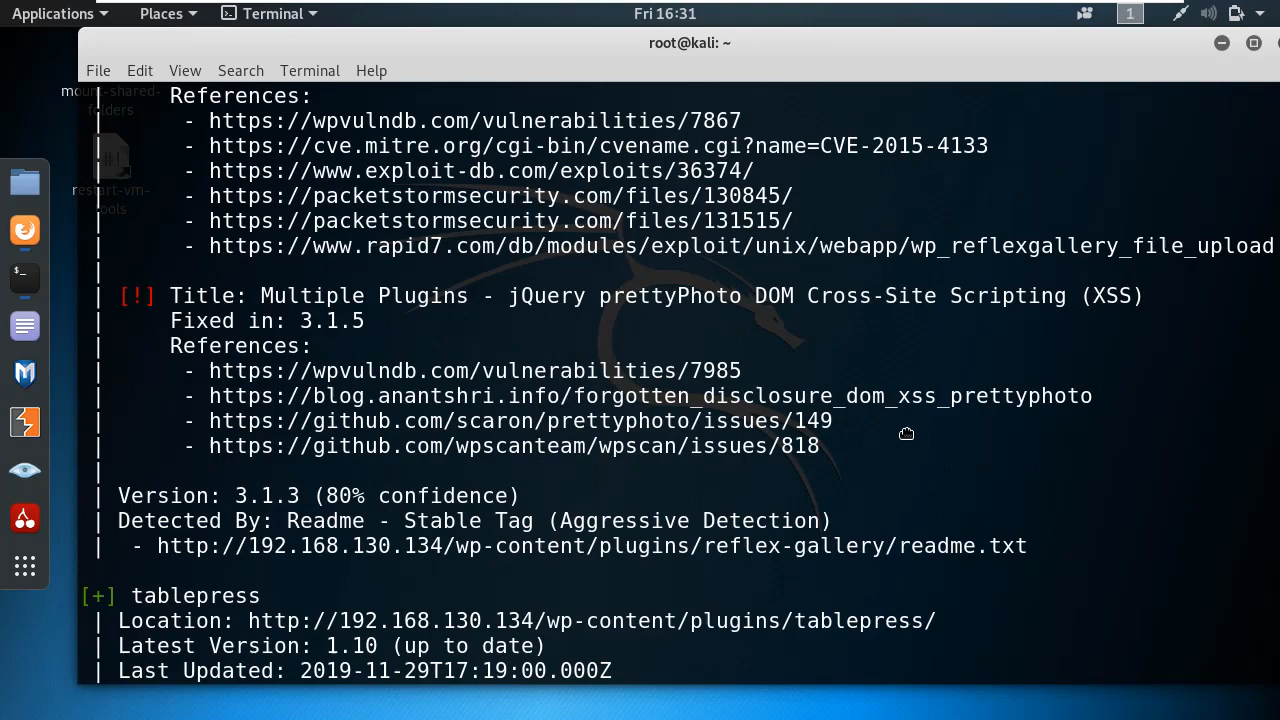 Applications Places Terminal Fri 16:31 1
root@kali: ~
File Edit View Search Terminal Help
mount-shared-
folders
restart-vm-
tools
| References:
| - https://wpvulndb.com/vulnerabilities/7867
| - https://cve.mitre.org/cgi-bin/cvename.cgi?name=CVE-2015-4133
| - https://www.exploit-db.com/exploits/36374/
| - https://packetstormsecurity.com/files/130845/
| - https://packetstormsecurity.com/files/131515/
| - https://www.rapid7.com/db/modules/exploit/unix/webapp/wp_reflexgallery_file_upload
|
| [!] Title: Multiple Plugins - jQuery prettyPhoto DOM Cross-Site Scripting (XSS)
| Fixed in: 3.1.5
| References:
| - https://wpvulndb.com/vulnerabilities/7985
| - https://blog.anantshri.info/forgotten_disclosure_dom_xss_prettyphoto
| - https://github.com/scaron/prettyphoto/issues/149
| - https://github.com/wpscanteam/wpscan/issues/818
|
| Version: 3.1.3 (80% confidence)
| Detected By: Readme - Stable Tag (Aggressive Detection)
| - http://192.168.130.134/wp-content/plugins/reflex-gallery/readme.txt
[+] tablepress
| Location: http://192.168.130.134/wp-content/plugins/tablepress/
| Latest Version: 1.10 (up to date)
| Last Updated: 2019-11-29T17:19:00.000Z